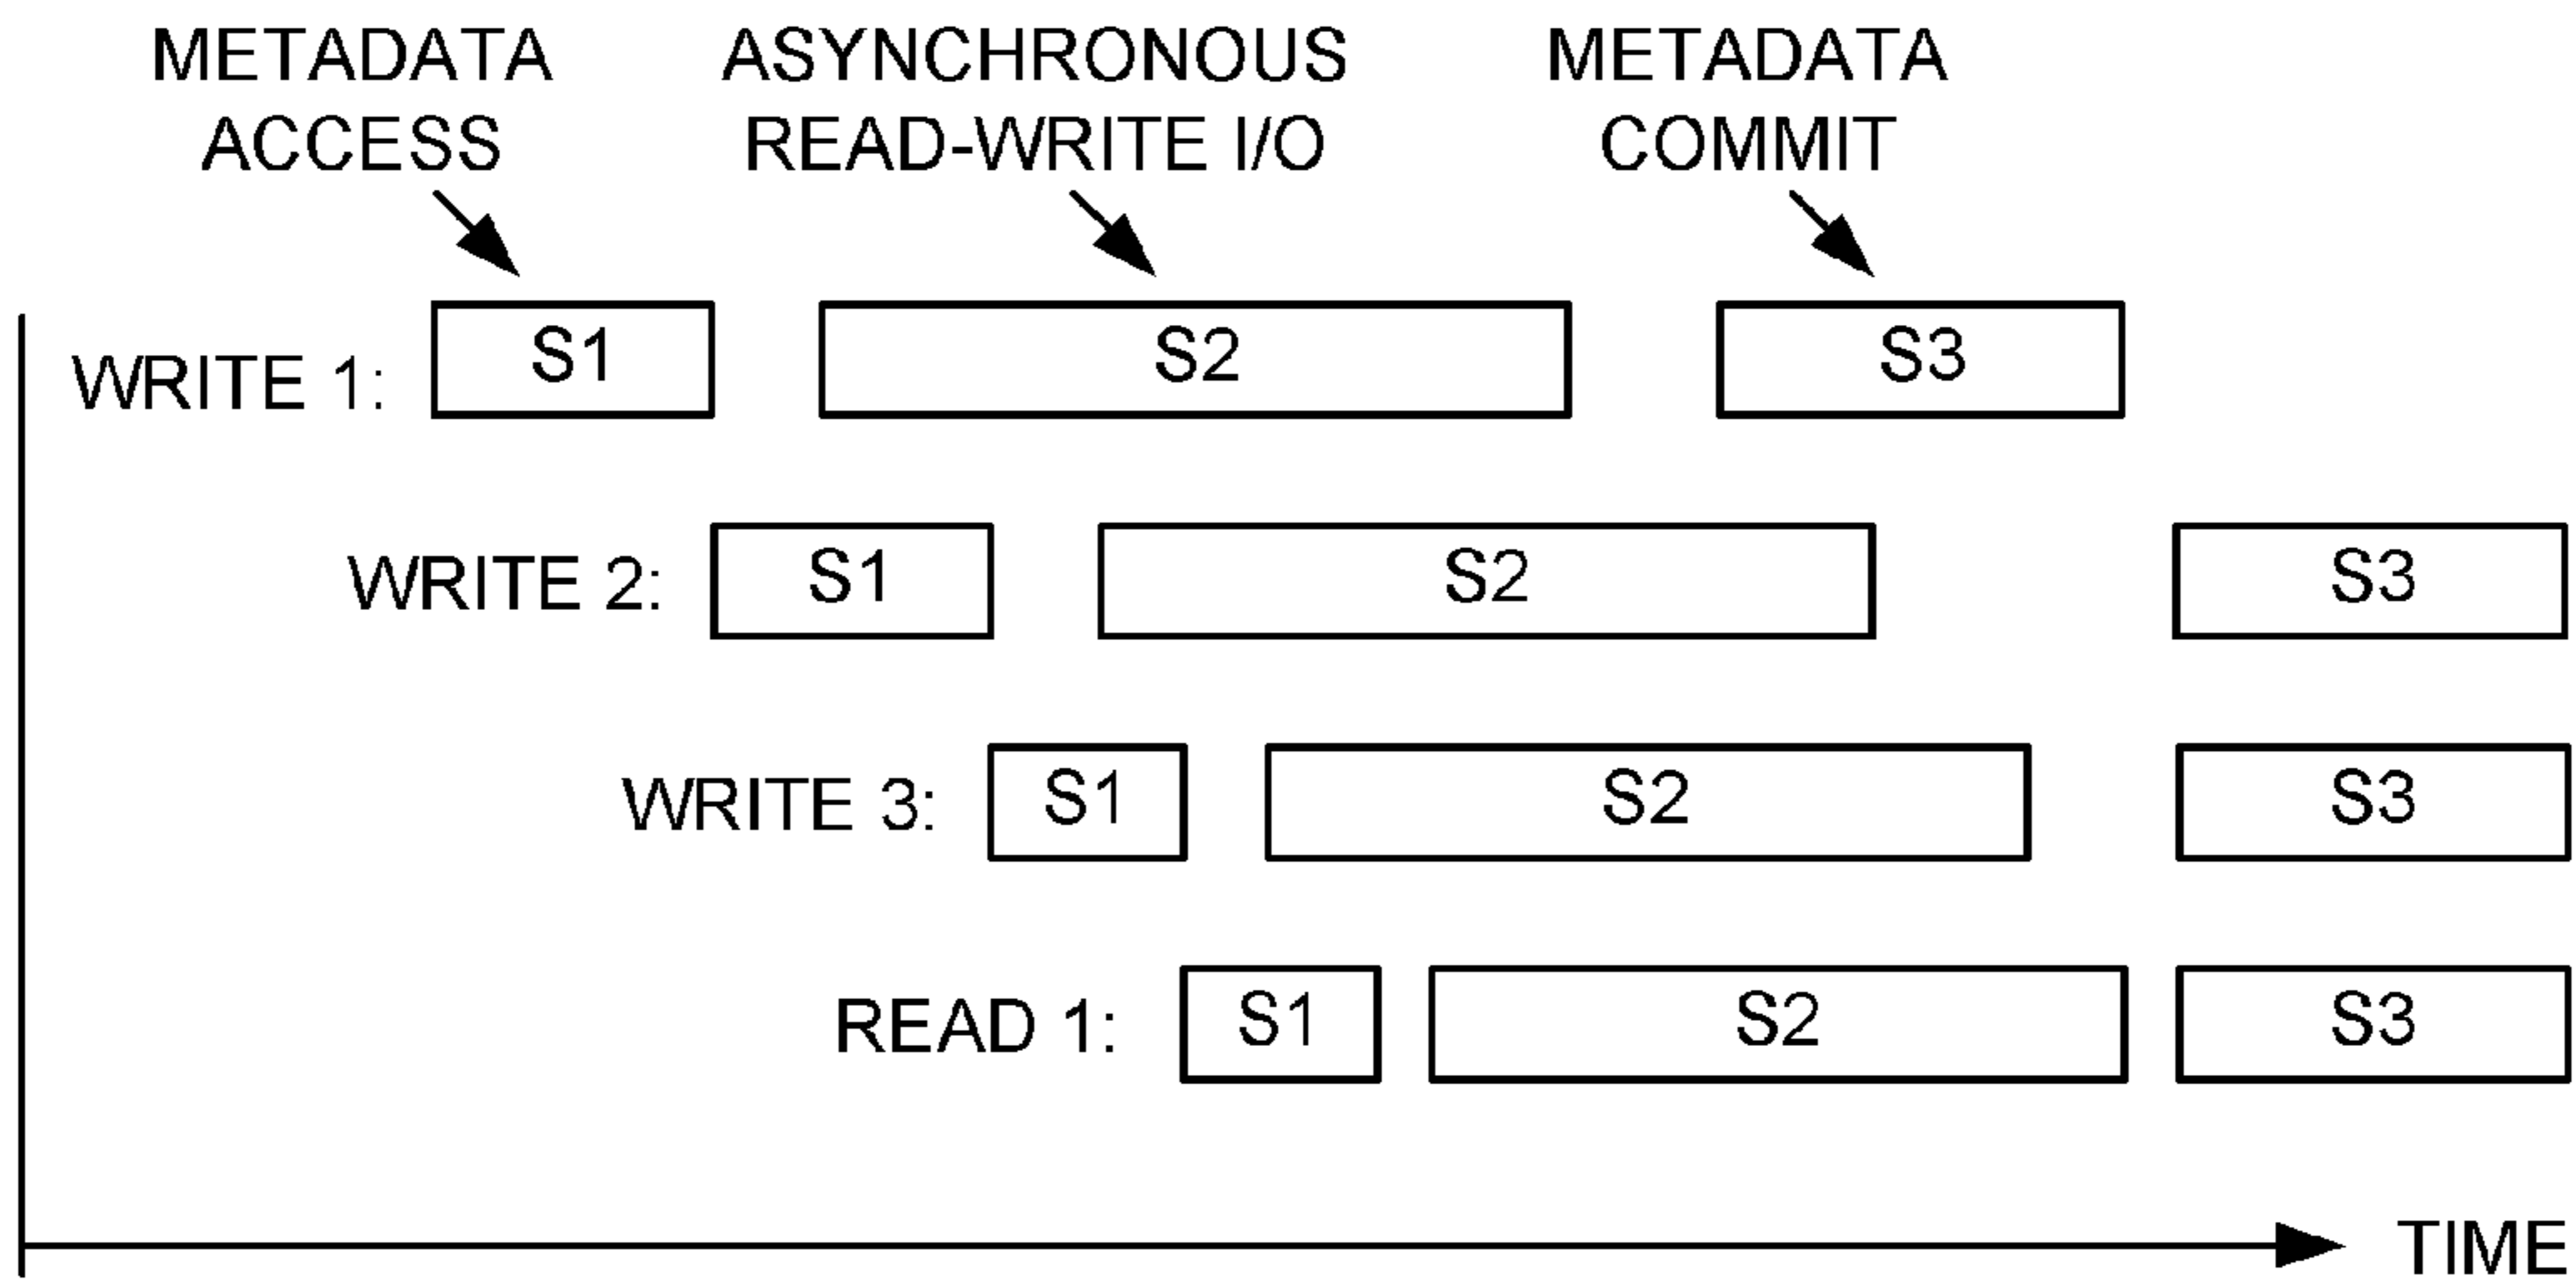 METADATA
ACCESS
ASYNCHRONOUS
READ-WRITE I/O
METADATA
COMMIT
WRITE 1: S1 S2 S3
WRITE 2: S1 S2 S3
WRITE 3: S1 S2 S3
READ 1: S1 S2 S3
TIME